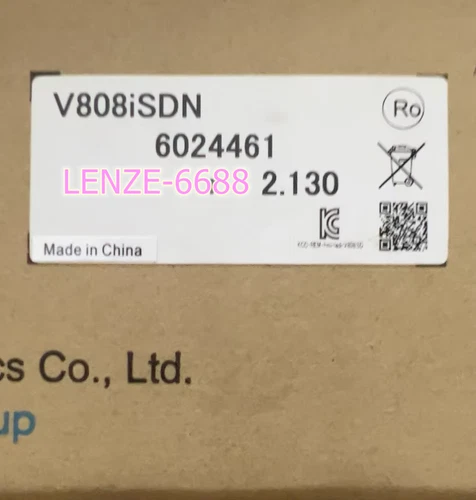 V808iSDN
Ro
6024461
LENZE-6688 2.130
Made in China
cs Co., Ltd.
up